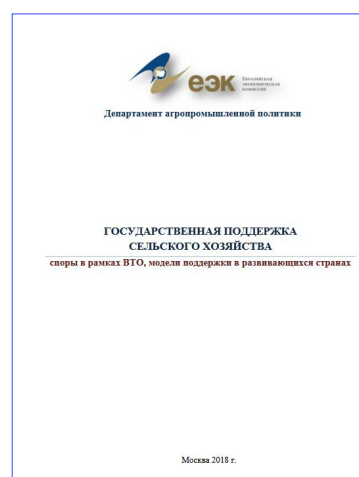 еэк
Евразийская
экономическая
комиссия
Департамент агропромышленной политики
ГОСУДАРСТВЕННАЯ ПОДДЕРЖКА
СЕЛЬСКОГО ХОЗЯЙСТВА
споры в рамках ВТО, модели поддержки в развивающихся странах
Москва 2018 г.